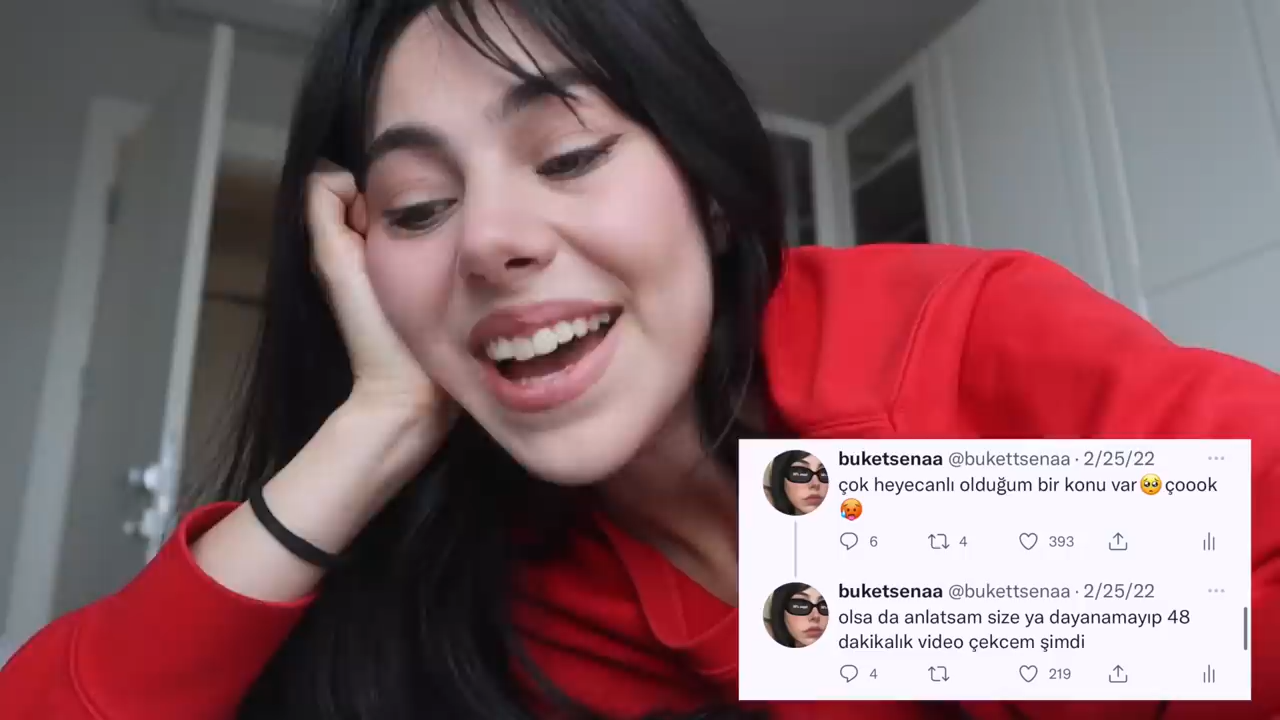 buketsenaa @bukettsenaa · 2/25/22
çok heyecanlı olduğum bir konu var🥹çoook
🥵
6 4 393
buketsenaa @bukettsenaa · 2/25/22
olsa da anlatsam size ya dayanamayıp 48
dakikalık video çekcem şimdi
4 219